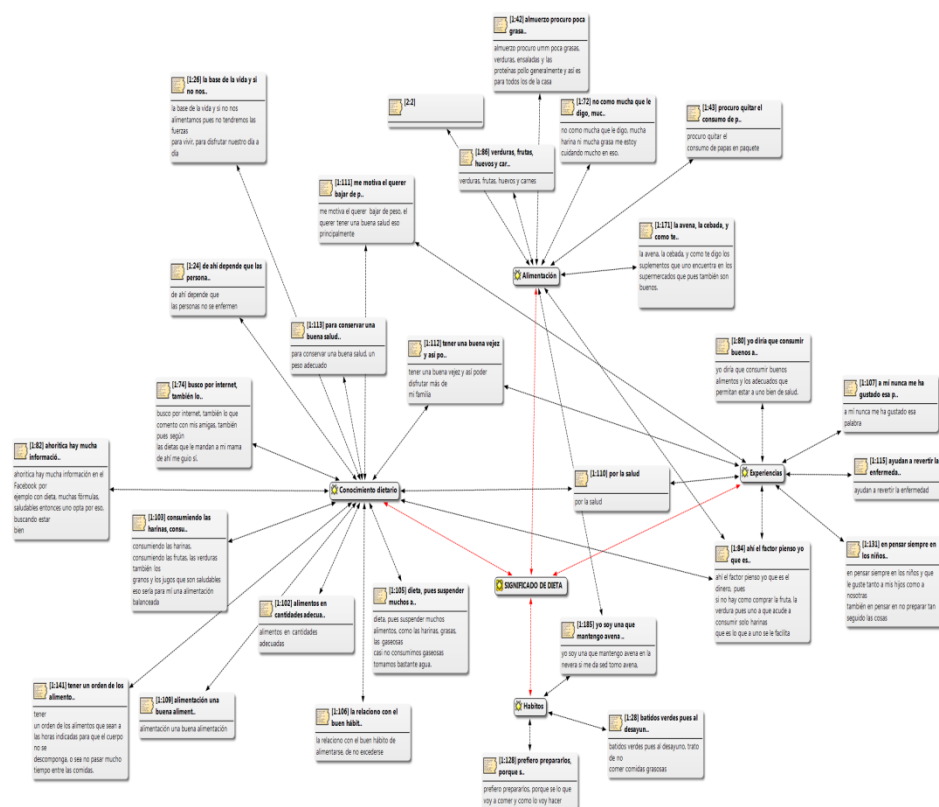 [1:42] almuerzo procuro poca
grasa..
almuerzo procuro umm poca grasas,
verduras, ensaladas y las
proteínas pollo generalmente y así es
para todos los de la casa
[1:26] la base de la vida y si
no nos..
la base de la vida y si no nos
alimentamos pues no tendremos las
fuerzas
para vivir, para disfrutar nuestro día a
día
[2:2]
[1:72] no como mucha que le
digo, muc..
no como mucha que le digo, mucha
harina ni mucha grasa me estoy
cuidando mucho en eso.
[1:43] procuro quitar el
consumo de p..
procuro quitar el
consumo de papas en paquete
[1:86] verduras, frutas,
huevos y car..
verduras, frutas, huevos y carnes
[1:111] me motiva el querer
bajar de p..
me motiva el querer bajar de peso, el
querer tener una buena salud eso
principalmente
[1:171] la avena, la cebada, y
como te..
la avena, la cebada, y como te digo los
suplementos que uno encuentra en los
supermercados que pues también son
buenos.
[1:24] de ahí depende que las
persona..
de ahí depende que
las personas no se enfermen
Alimentación
[1:113] para conservar una
buena salud..
para conservar una buena salud, un
peso adecuado
[1:112] tener una buena vejez
y así po..
tener una buena vejez y así poder
disfrutar más de
mi familia
[1:80] yo diría que consumir
buenos a..
yo diría que consumir buenos
alimentos y los adecuados que
permitan estar a uno bien de salud.
[1:107] a mí nunca me ha
gustado esa p..
a mí nunca me ha gustado esa
palabra
[1:74] busco por internet,
también lo..
busco por internet, también lo que
comento con mis amigas, también
pues según
las dietas que le mandan a mi mama
de ahí me guio sí.
[1:82] ahoritica hay mucha
informació..
ahoritica hay mucha información en el
Facebook por
ejemplo con dieta, muchas fórmulas,
saludables entonces uno opta por eso,
buscando estar
bien
Conocimiento dietario
[1:110] por la salud
por la salud
Experiencias
[1:115] ayudan a revertir la
enfermeda..
ayudan a revertir la enfermedad
[1:103] consumiendo las
harinas, consu..
consumiendo las harinas,
consumiendo las frutas, las verduras
también los
granos y los jugos que son saludables
eso sería para mí una alimentación
balanceada
[1:84] ahí el factor pienso yo
que es..
ahí el factor pienso yo que es el
dinero, pues
si no hay como comprar la fruta, la
verdura pues uno a que acude a
consumir solo harinas
que es lo que a uno se le facilita
[1:131] en pensar siempre en
los niños..
en pensar siempre en los niños y que
le guste tanto a mis hijos como a
nosotras
también en pensar en no preparar tan
seguido las cosas
[1:102] alimentos en
cantidades adecua..
alimentos en cantidades
adecuadas
[1:105] dieta, pues suspender
muchos a..
dieta, pues suspender muchos
alimentos, como las harinas, grasas,
las gaseosas
casi no consumimos gaseosas
tomamos bastante agua.
SIGNIFICADO DE DIETA
[1:185] yo soy una que
mantengo avena ..
yo soy una que mantengo avena en la
nevera si me da sed tomo avena,
[1:141] tener un orden de los
alimento..
tener
un orden de los alimentos que sean a
las horas indicadas para que el cuerpo
no se
descomponga, o sea no pasar mucho
tiempo entre las comidas.
[1:109] alimentación una
buena aliment..
alimentación una buena alimentación
[1:106] la relaciono con el
buen hábit..
la relaciono con el buen hábito de
alimentarse, de no excederse
Habitos
[1:28] batidos verdes pues al
desayun..
batidos verdes pues al desayuno, trato
de no
comer comidas grasosas
[1:128] prefiero prepararlos,
porque s..
prefiero prepararlos, porque se lo que
voy a comer y como lo voy hacer